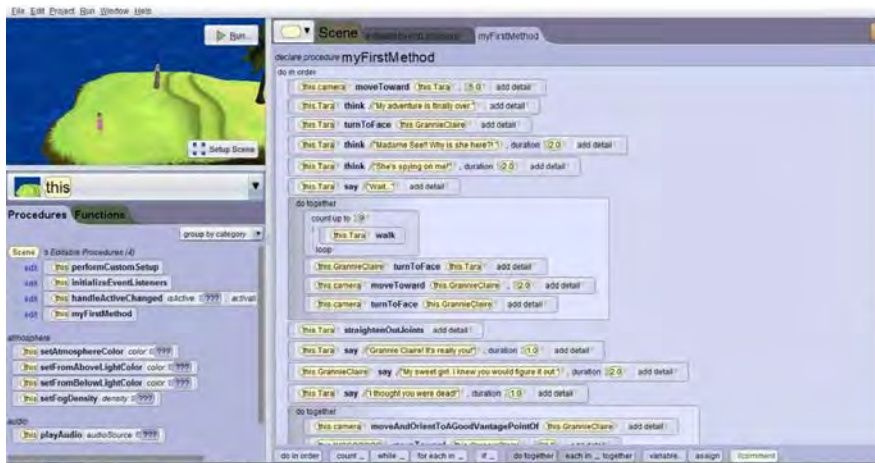 File Edit Project Run Window Help
Run...
Setup Scene
this
Procedures Functions
group by category
Scene 's Editable Procedures (4)
edit this performCustomSetup
edit this initializeEventListeners
edit this handleActiveChanged isActive ??? activati
edit this myFirstMethod
atmosphere
this setAtmosphereColor color ???
this setFromAboveLightColor color ???
this setFromBelowLightColor color ???
this setFogDensity density ???
audio
this playAudio audioSource ???
Scene myFirstMethod
declare procedure myFirstMethod
do in order
this camera moveToward this Tara , 5.0 add detail
this Tara think "My adventure is finally over." add detail
this Tara turnToFace this GrannieClaire add detail
this Tara think "Madame See!! Why is she here?! " , duration 2.0 add detail
this Tara think "She's spying on me!" , duration 2.0 add detail
this Tara say "Wait..." add detail
do together
count up to 9
this Tara walk
loop
this GrannieClaire turnToFace this Tara add detail
this camera moveToward this GrannieClaire , 2.0 add detail
this camera turnToFace this GrannieClaire add detail
this Tara straightenOutJoints add detail
this Tara say "Grannie Claire! It's really you!" , duration 1.0 add detail
this GrannieClaire say "My sweet girl. I knew you would figure it out." , duration 2.0 add detail
this Tara say "I thought you were dead!" , duration 1.0 add detail
do together
this camera moveAndOrientToAGoodVantagePointOf this GrannieClaire add detail
do in order count _ while _ for each in _ if _ do together each in _ together variable... assign //comment